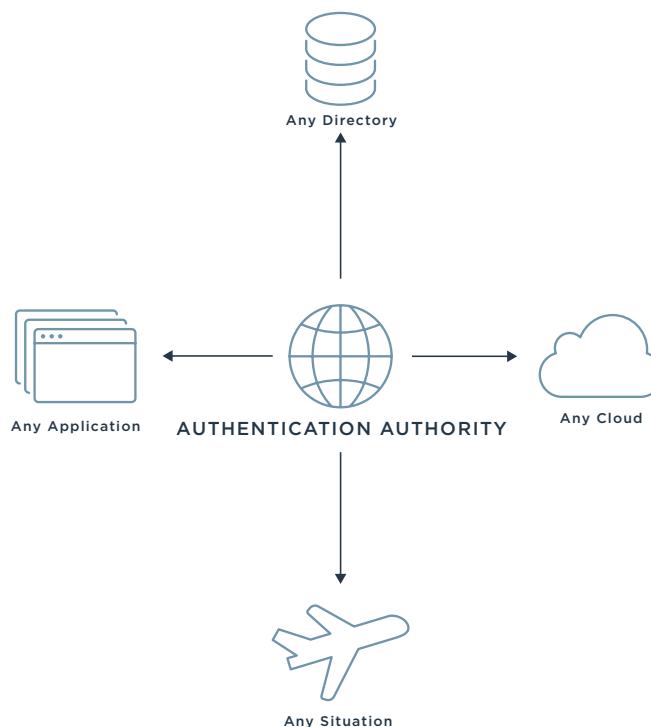 Any Directory
Any Application
AUTHENTICATION AUTHORITY
Any Cloud
Any Situation